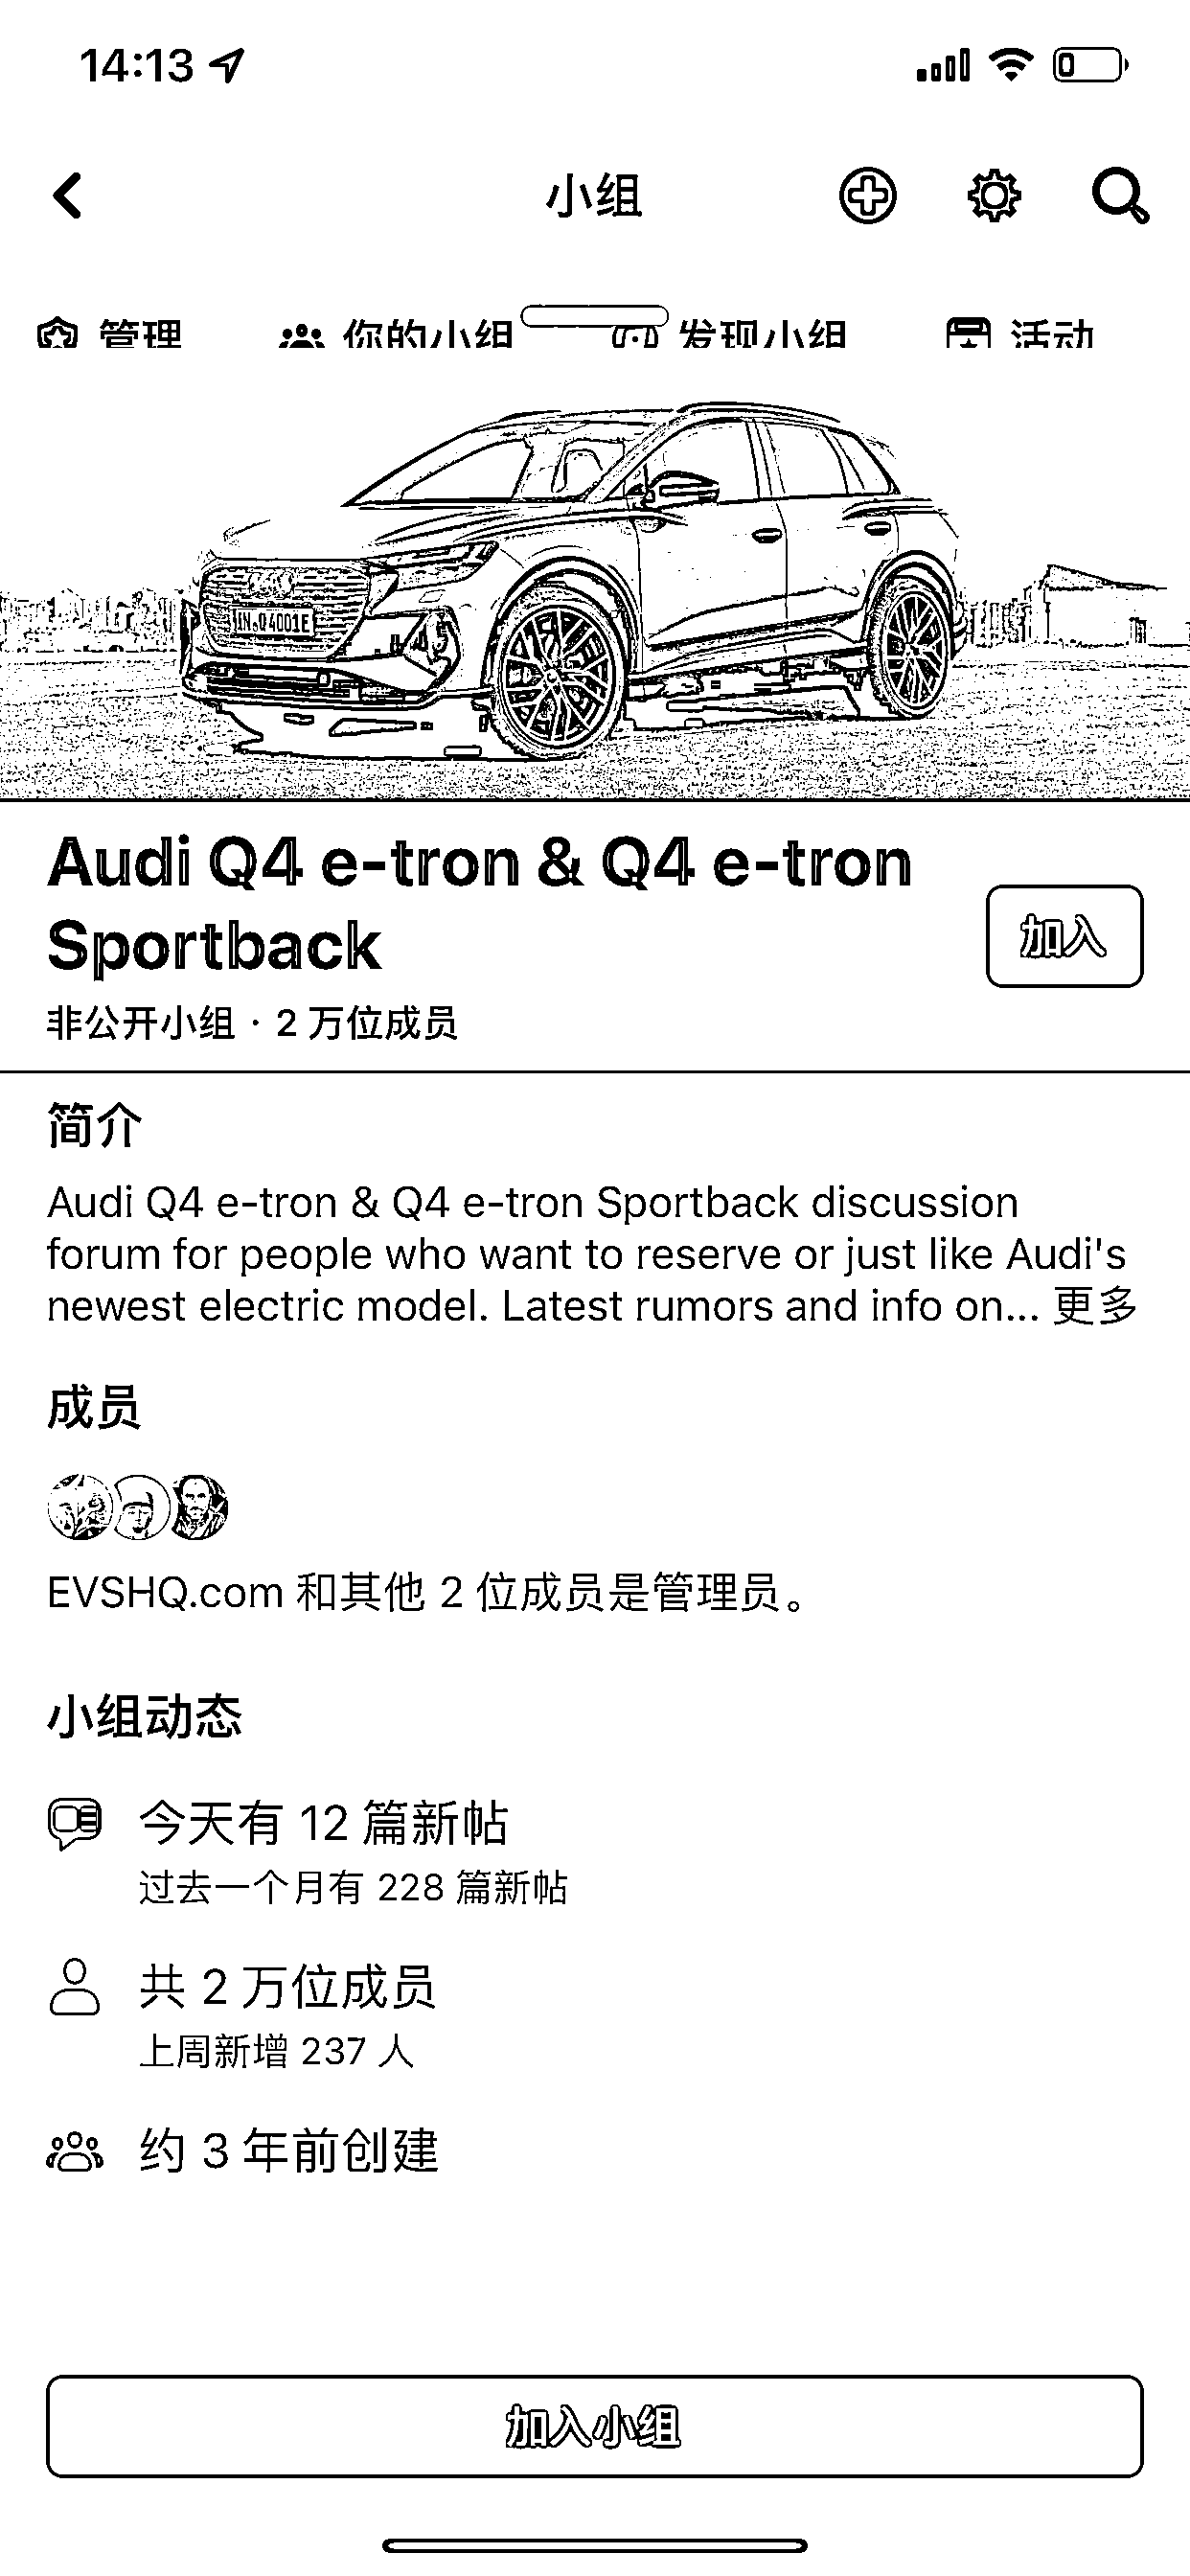 14:13
小组
管理 你的小组 发现小组 活动
IN·Q4001E
Audi Q4 e-tron & Q4 e-tron
Sportback
加入
非公开小组 · 2 万位成员
简介
Audi Q4 e-tron & Q4 e-tron Sportback discussion
forum for people who want to reserve or just like Audi's
newest electric model. Latest rumors and info on... 更多
成员
EVSHQ.com 和其他 2 位成员是管理员。
小组动态
今天有 12 篇新帖
过去一个月有 228 篇新帖
共 2 万位成员
上周新增 237 人
约 3 年前创建
加入小组